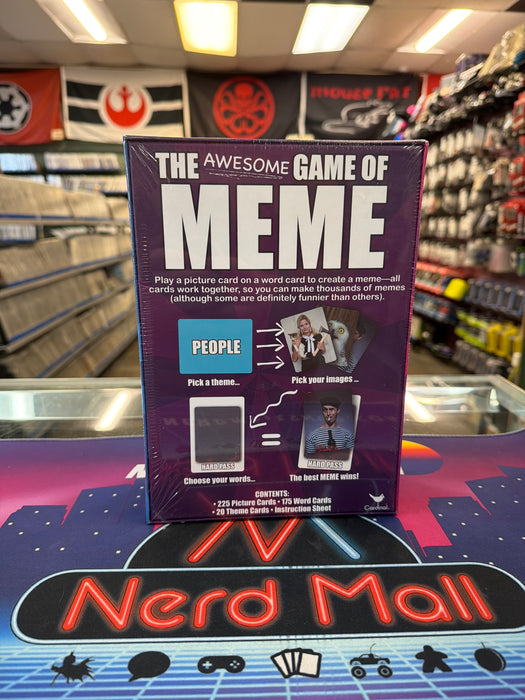 THE AWESOME GAME OF
MEME
Play a picture card on a word card to create a meme—all
cards work together, so you can make thousands of memes
(although some are definitely funnier than others).
PEOPLE
Pick a theme...
Pick your images ...
HARD PASS
=
HARD PASS
Choose your words...
The best MEME wins!
CONTENTS:
• 225 Picture Cards • 175 Word Cards
• 20 Theme Cards • Instruction Sheet
Cardinal
Nerd Mall